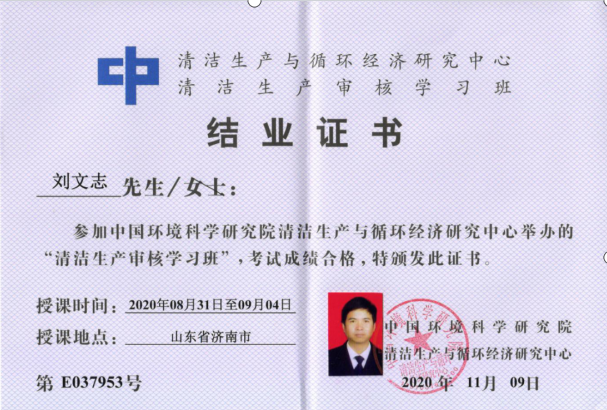 清洁生产与循环经济研究中心
清洁生产审核学习班
结业证书
刘文志 先生/女士：
参加中国环境科学研究院清洁生产与循环经济研究中心举办的
“清洁生产审核学习班”，考试成绩合格，特颁发此证书。
授课时间：2020年08月31日至09月04日
授课地点：山东省济南市
中国环境科学研究院
清洁生产与循环经济研究中心
第 E037953号
2020 年 11月 09日